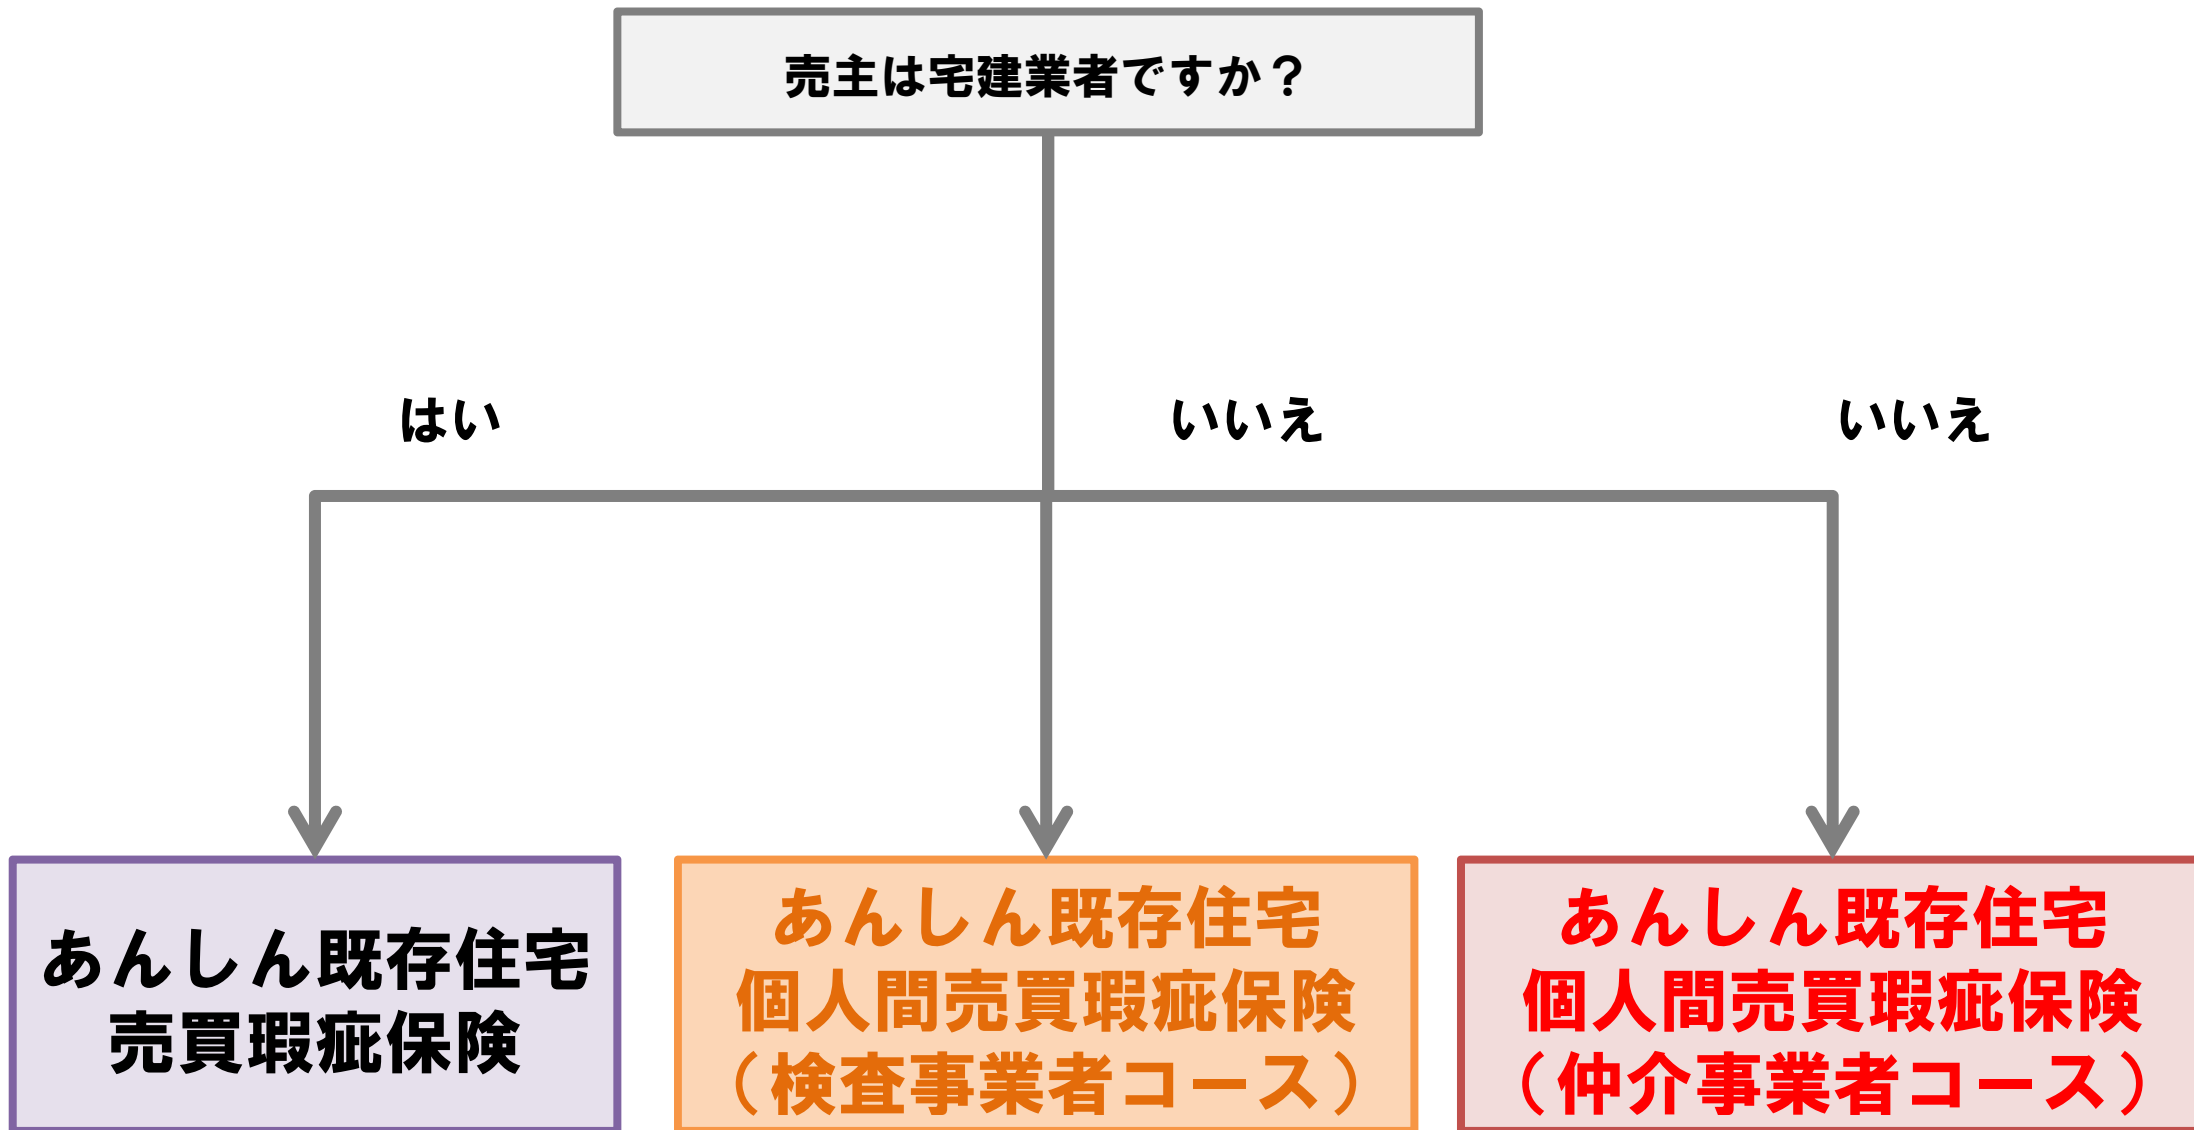 売主は宅建業者ですか？
はい
いいえ
いいえ
あんしん既存住宅
売買瑕疵保険
あんしん既存住宅
個人間売買瑕疵保険
（検査事業者コース）
あんしん既存住宅
個人間売買瑕疵保険
（仲介事業者コース）